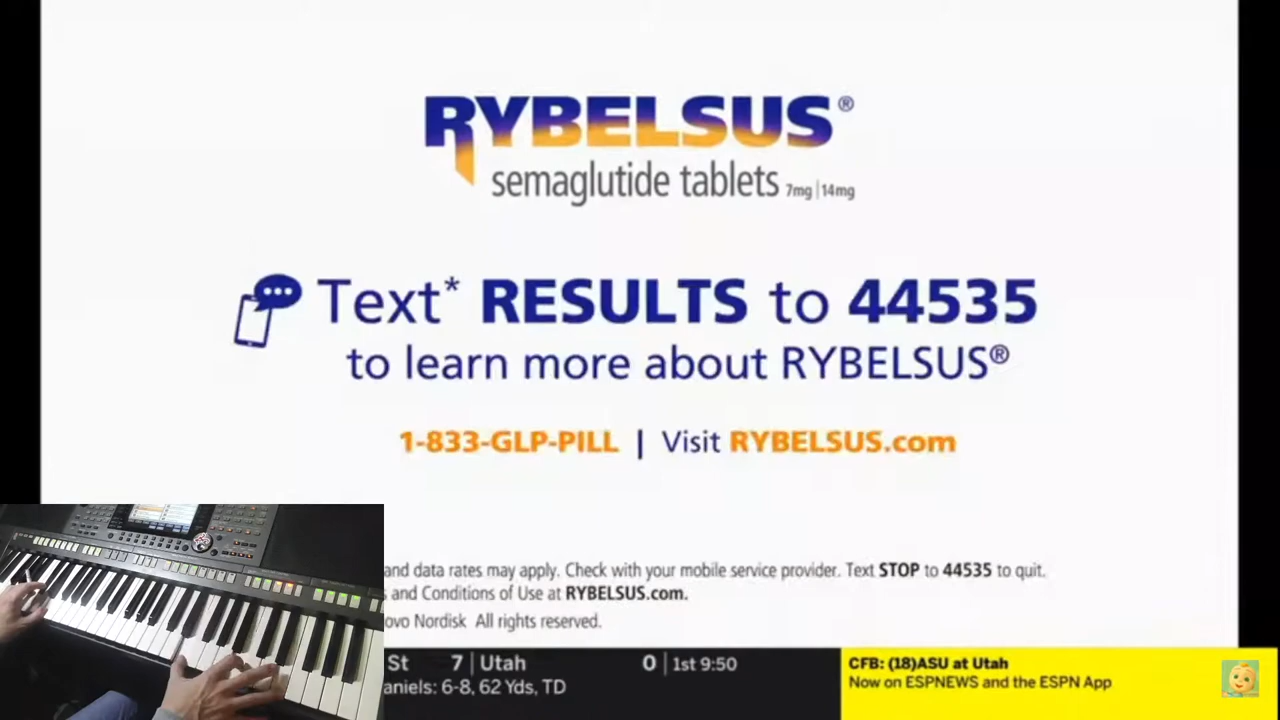 RYBELSUS®
semaglutide tablets 7mg | 14mg
Text* RESULTS to 44535
to learn more about RYBELSUS®
1-833-GLP-PILL | Visit RYBELSUS.com
and data rates may apply. Check with your mobile service provider. Text STOP to 44535 to quit.
and Conditions of Use at RYBELSUS.com.
Nordisk All rights reserved.
St 7 | Utah 0 | 1st 9:50
6-8, 62 Yds, TD
CFB: (18)ASU at Utah
Now on ESPNEWS and the ESPN App